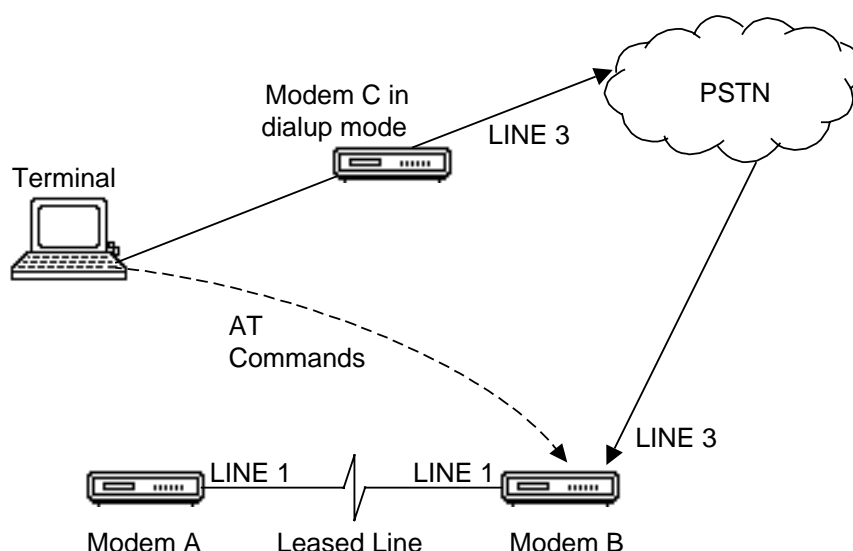 Modem C in
dialup mode
PSTN
LINE 3
Terminal
AT
Commands
LINE 3
LINE 1
LINE 1
Modem A
Leased Line
Modem B